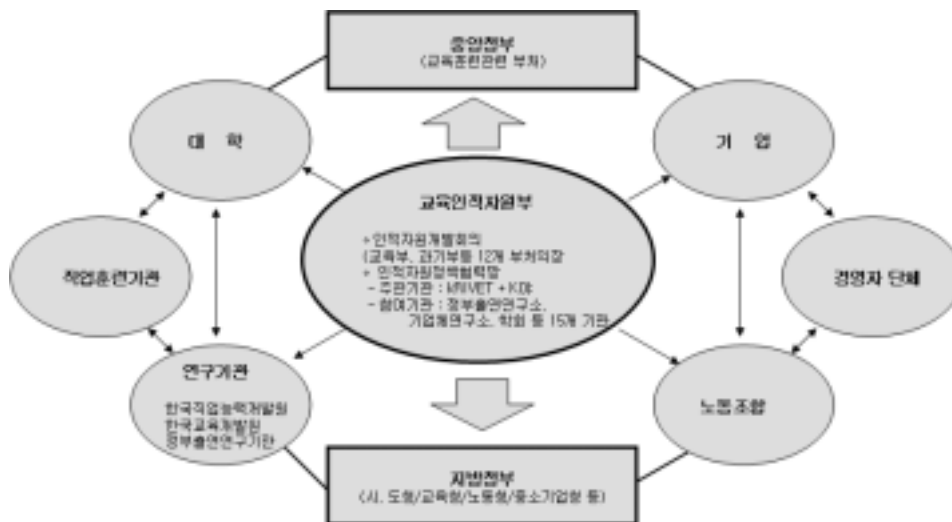 중앙정부
(교육훈련관련 부처)
대 학
기 업
교육인적자원부
+ 인적자원개발회의
(교육부, 과기부등 12개 부처의장
+ 인적자원정책협력망
- 주관기관 : KRIVET + KDI
- 참여기관 : 정부출연연구소,
기업체연구소, 학회 등 15개 기관
직업훈련기관
경영자 단체
연구기관
한국직업능력개발원
한국교육개발원
정부출연연구기관
노동조합
지방정부
(시, 도청/교육청/노동청/중소기업청 등)